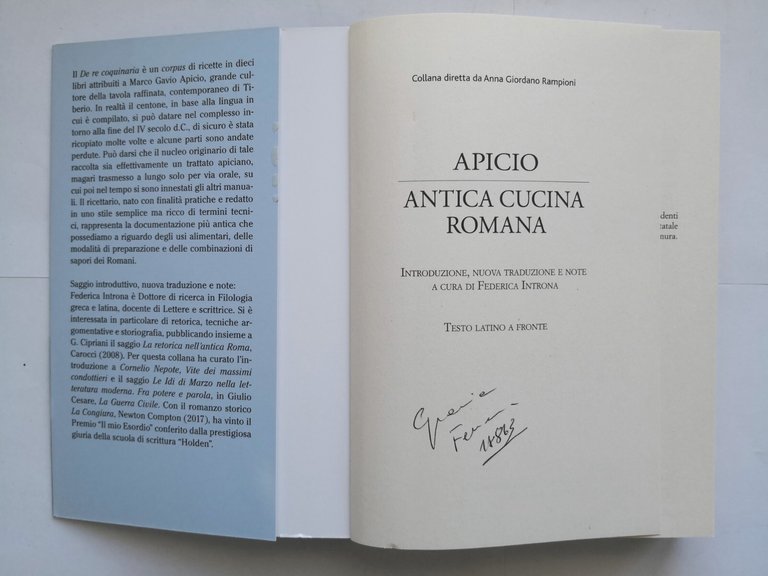 Il De re coquinaria è un corpus di ricette in dieci
libri attribuiti a Marco Gavio Apicio, grande cul-
tore della tavola raffinata, contemporaneo di Ti-
berio. In realtà il centone, in base alla lingua in
cui è compilato, si può datare nel complesso in-
torno alla fine del IV secolo d.C., di sicuro è stata
ricopiato molte volte e alcune parti sono andate
perdute. Può darsi che il nucleo originario di tale
raccolta sia effettivamente un trattato apiciano,
magari trasmesso a lungo solo per via orale, su
cui poi nel tempo si sono innestati gli altri manua-
li. Il ricettario, nato con finalità pratiche e redatto
in uno stile semplice ma ricco di termini tecni-
ci, rappresenta la documentazione più antica che
possediamo a riguardo degli usi alimentari, delle
modalità di preparazione e delle combinazioni di
sapori dei Romani.
Saggio introduttivo, nuova traduzione e note:
Federica Introna è Dottore di ricerca in Filologia
greca e latina, docente di Lettere e scrittrice. Si è
interessata in particolare di retorica, tecniche ar-
gomentative e storiografia, pubblicando insieme a
G. Cipriani il saggio La retorica nell'antica Roma,
Carocci (2008). Per questa collana ha curato l'in-
troduzione a Cornelio Nepote, Vite dei massimi
condottieri e il saggio Le Idi di Marzo nella let-
teratura moderna. Fra potere e parola, in Giulio
Cesare, La Guerra Civile. Con il romanzo storico
La Congiura, Newton Compton (2017), ha vinto il
Premio "Il mio Esordio" conferito dalla prestigiosa
giuria della scuola di scrittura "Holden".
Collana diretta da Anna Giordano Rampioni
APICIO
ANTICA CUCINA
ROMANA
Introduzione, nuova traduzione e note
a cura di Federica Introna
Testo latino a fronte
denti
atale
nura.